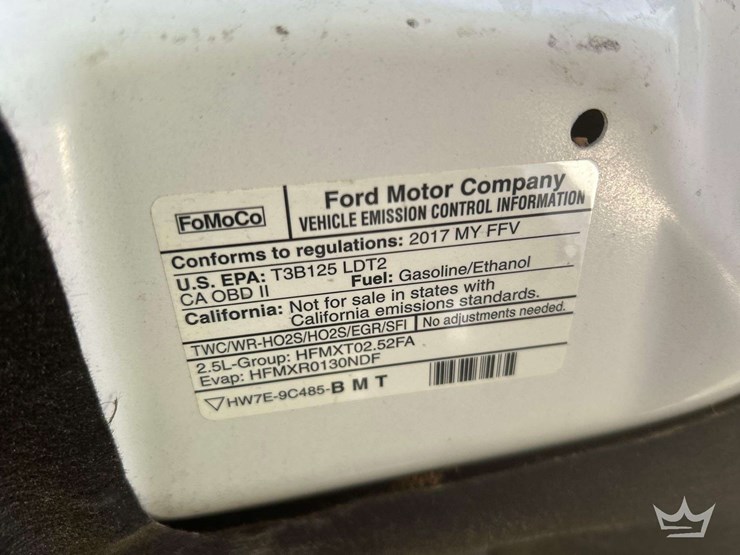 FoMoCo
Ford Motor Company
VEHICLE EMISSION CONTROL INFORMATION
Conforms to regulations: 2017 MY FFV
U.S. EPA: T3B125 LDT2
CA OBD II Fuel: Gasoline/Ethanol
California: Not for sale in states with
California emissions standards.
TWC/WR-HO2S/HO2S/EGR/SFI No adjustments needed.
2.5L-Group: HFMXT02.52FA
Evap: HFMXR0130NDF
HW7E-9C485-B M T